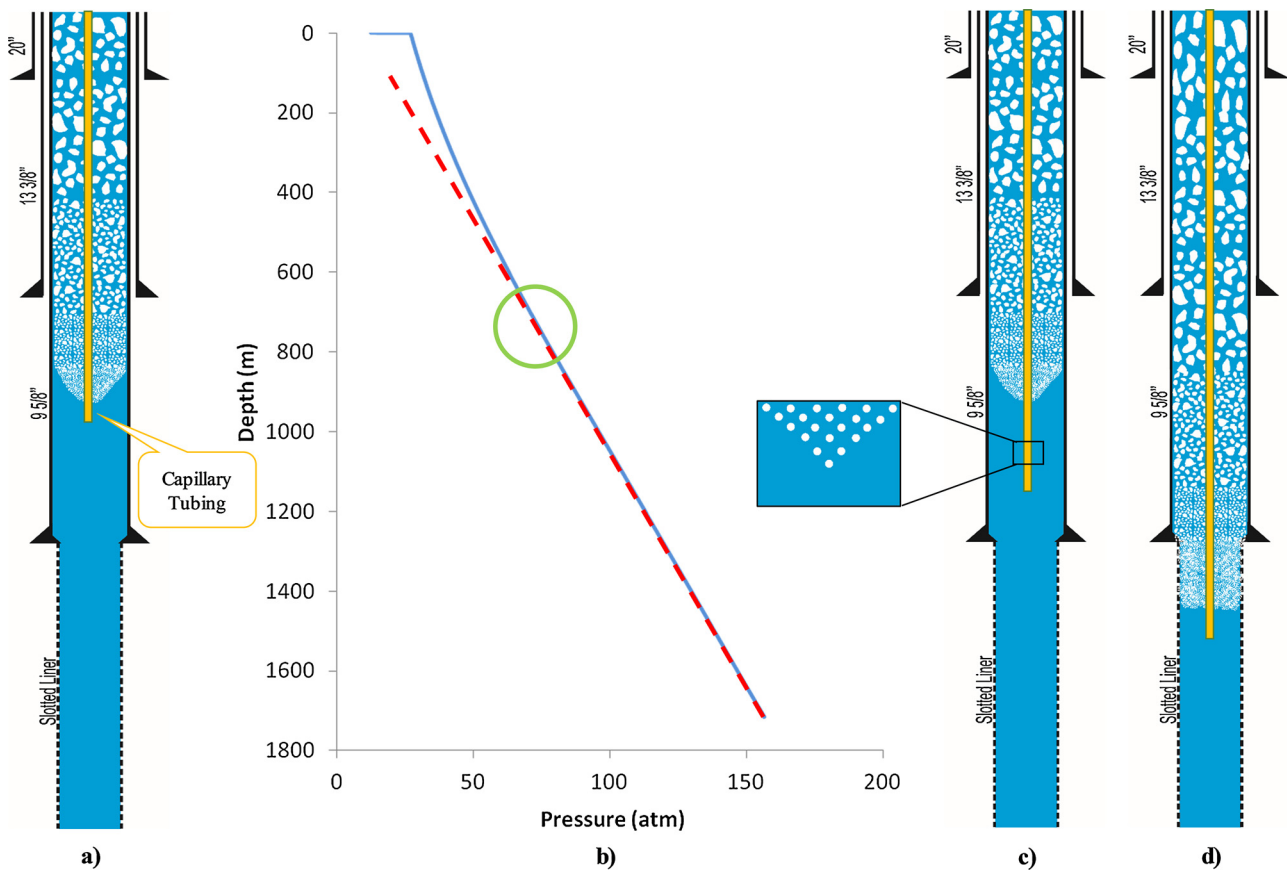 20"
13 3/8"
9 5/8"
Slotted Liner
Capillary
Tubing
a)
0
200
400
600
800
1000
1200
1400
1600
1800
Depth (m)
0
50
100
150
200
Pressure (atm)
b)
20"
13 3/8"
9 5/8"
Slotted Liner
c)
20"
13 3/8"
9 5/8"
Slotted Liner
d)